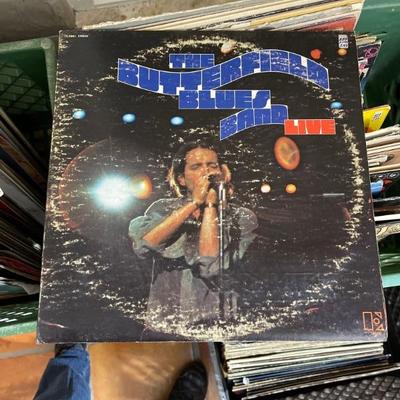 THE
BUTTERFIELD
BLUES
BAND
LIVE